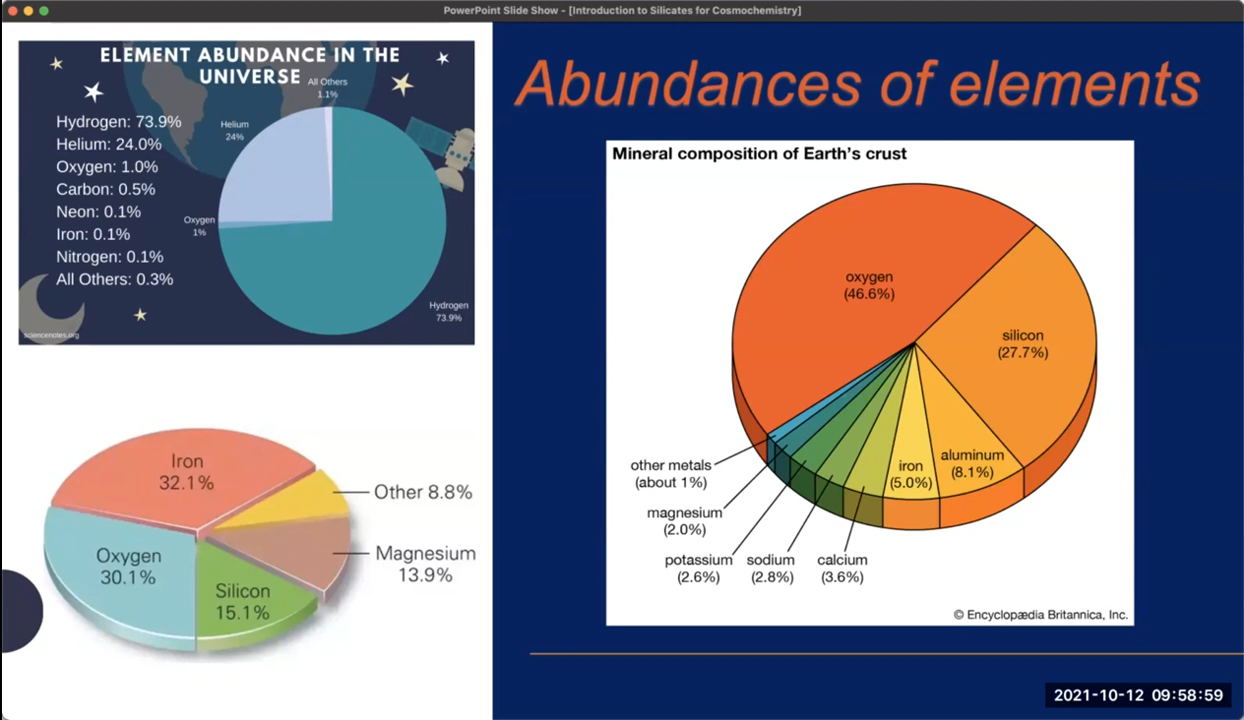 PowerPoint Slide Show - [Introduction to Silicates for Cosmochemistry]
ELEMENT ABUNDANCE IN THE
UNIVERSE
All Others
1.1%
Helium
24%
Oxygen
1%
Hydrogen
73.9%
Hydrogen: 73.9%
Helium: 24.0%
Oxygen: 1.0%
Carbon: 0.5%
Neon: 0.1%
Iron: 0.1%
Nitrogen: 0.1%
All Others: 0.3%
sciencenotes.org
Iron
32.1%
Other 8.8%
Magnesium
13.9%
Oxygen
30.1%
Silicon
15.1%
Abundances of elements
Mineral composition of Earth's crust
oxygen
(46.6%)
silicon
(27.7%)
aluminum
(8.1%)
iron
(5.0%)
other metals
(about 1%)
magnesium
(2.0%)
potassium
(2.6%)
sodium
(2.8%)
calcium
(3.6%)
© Encyclopædia Britannica, Inc.
2021-10-12 09:58:59